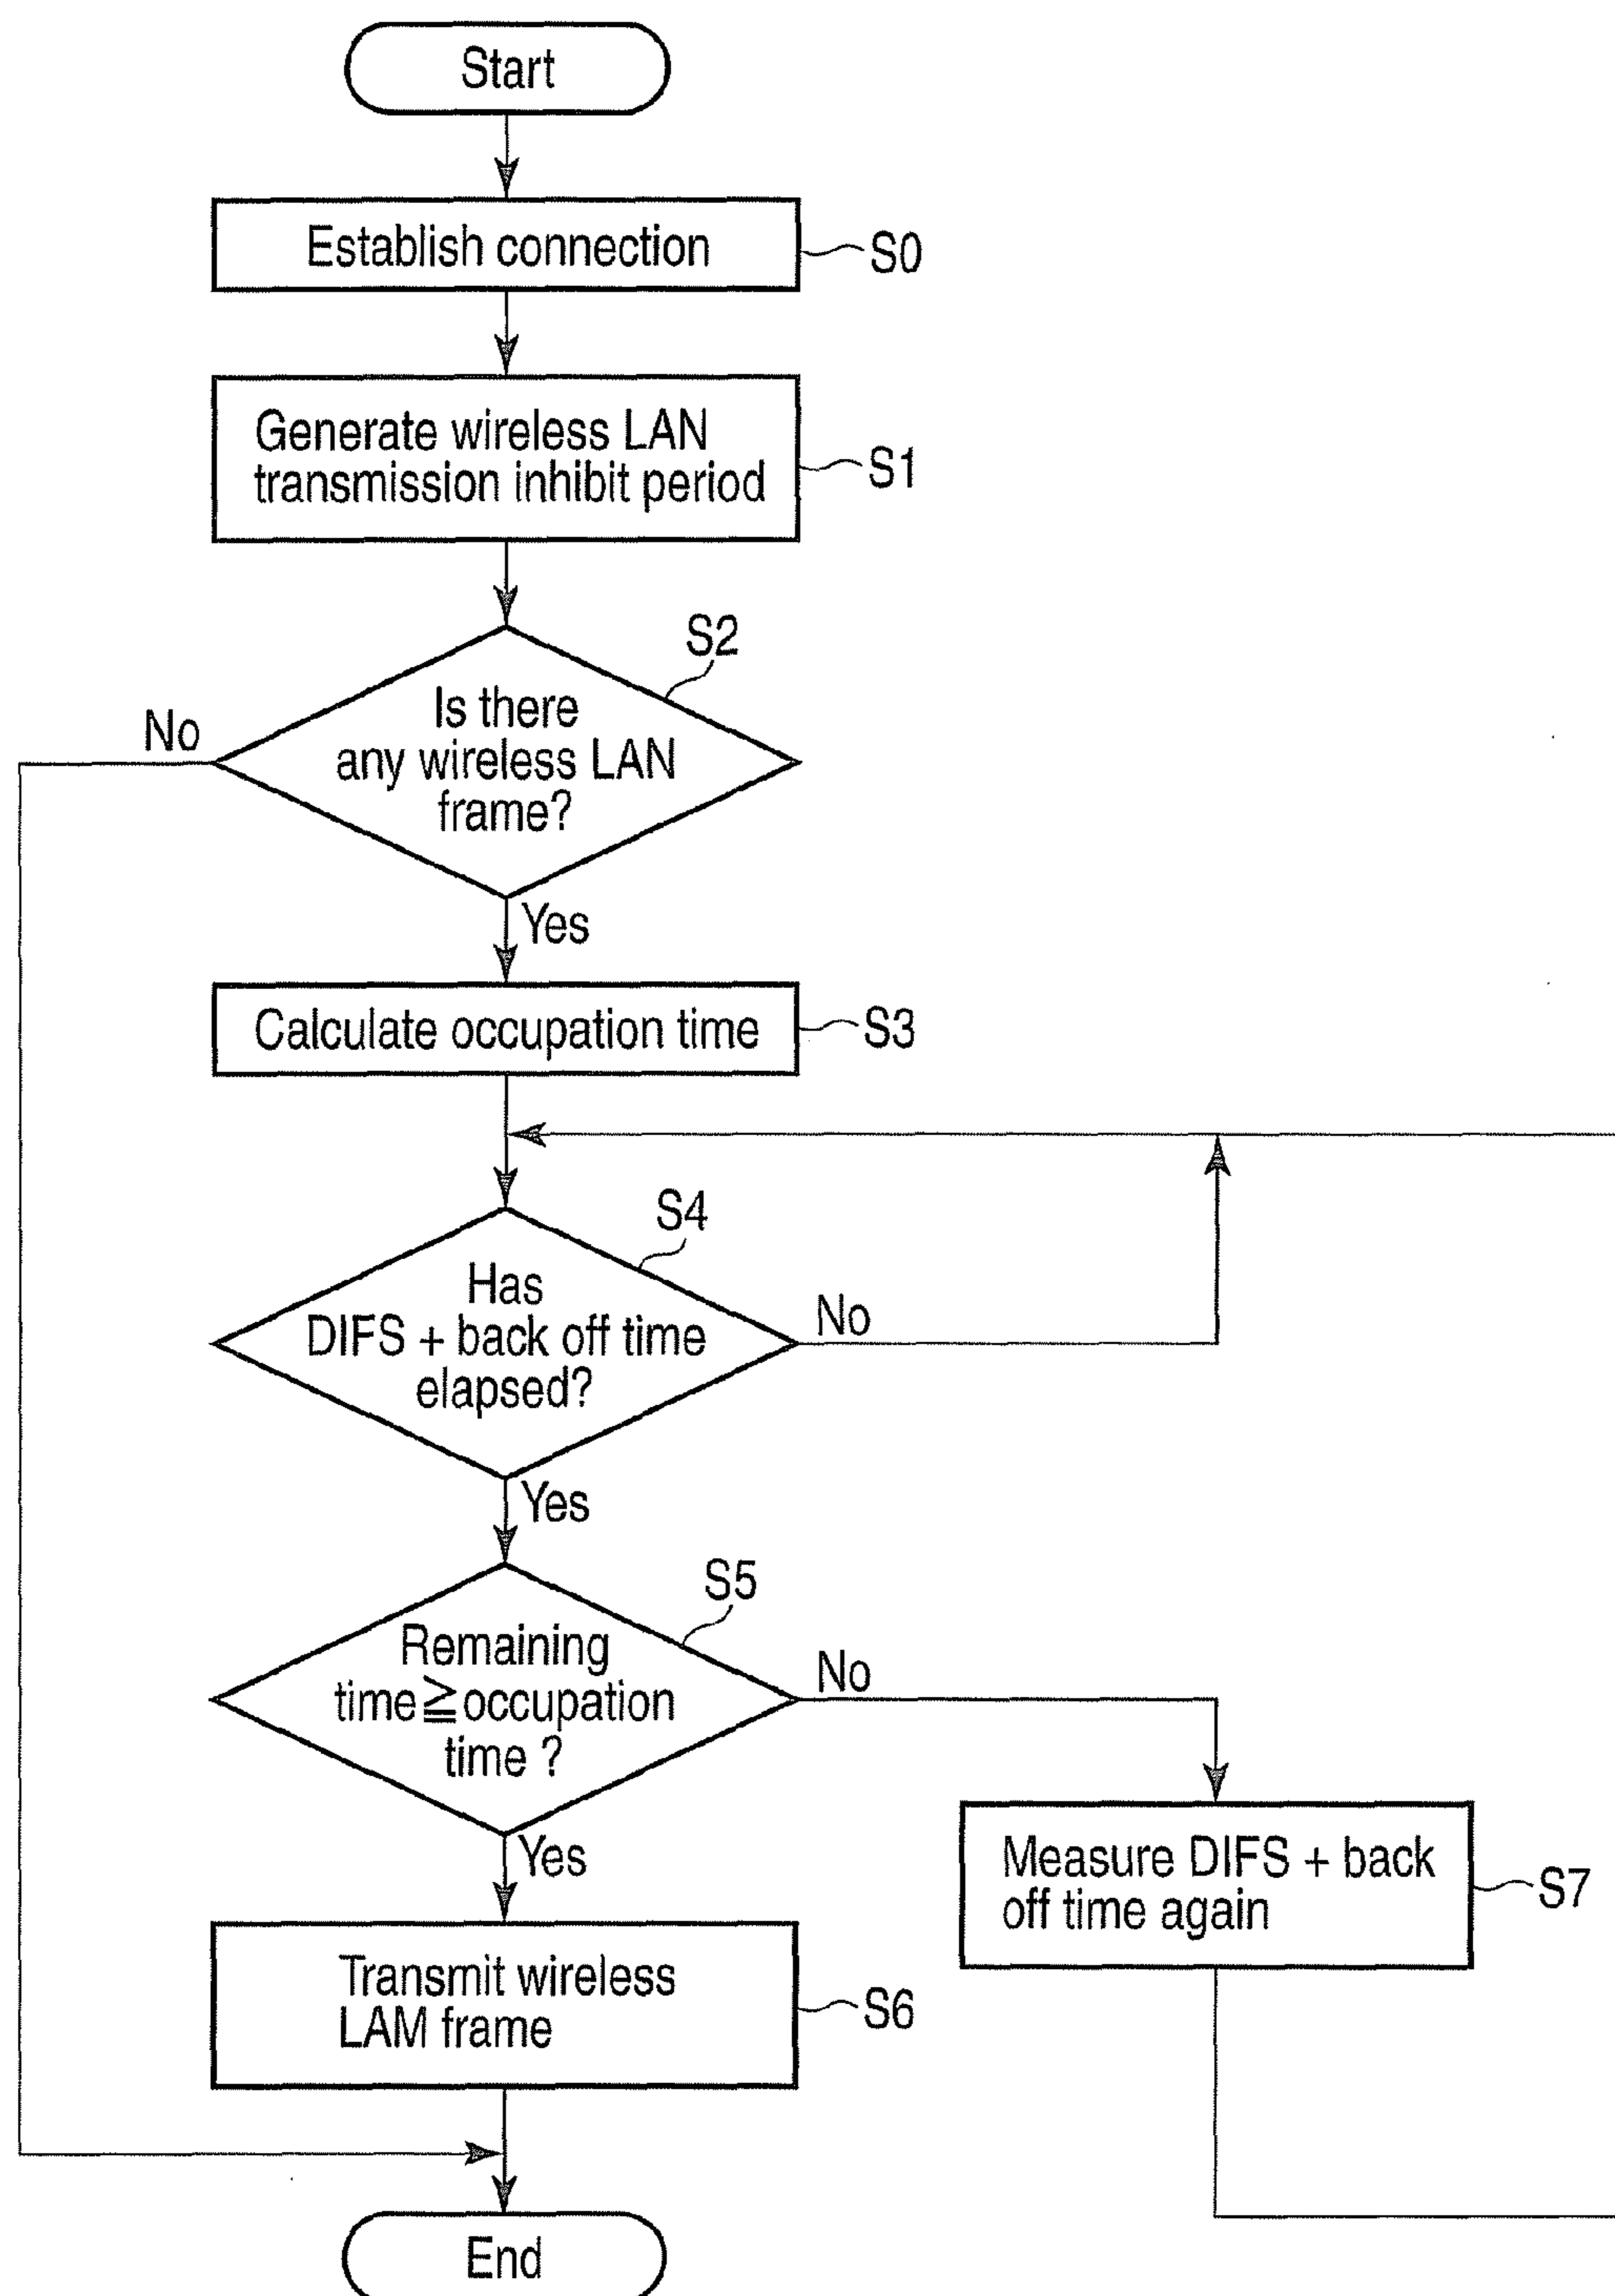 Start
Establish connection
S0
Generate wireless LAN
transmission inhibit period
S1
S2
Is there
any wireless LAN
frame?
No
Yes
Calculate occupation time
S3
S4
Has
DIFS + back off time
elapsed?
No
Yes
S5
Remaining
time≧occupation
time ?
No
Yes
Measure DIFS + back
off time again
S7
Transmit wireless
LAM frame
S6
End